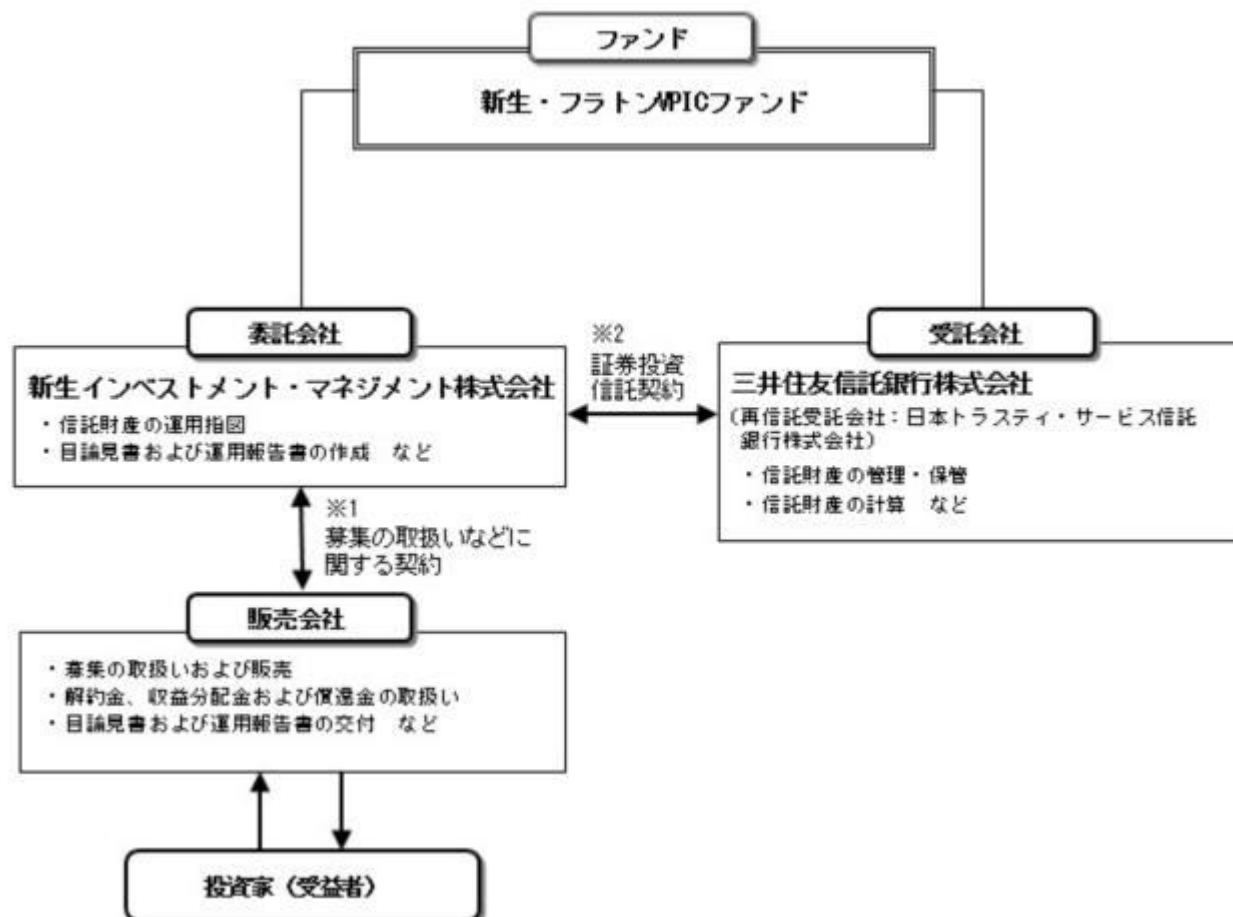 ファンド
新生・フラトンVPICファンド
委託会社
新生インベストメント・マネジメント株式会社
・信託財産の運用指図
・目論見書および運用報告書の作成 など
※2
証券投資
信託契約
受託会社
三井住友信託銀行株式会社
(再信託受託会社:日本トラスティ・サービス信託
銀行株式会社)
・信託財産の管理・保管
・信託財産の計算 など
※1
募集の取扱いなどに
関する契約
販売会社
・募集の取扱いおよび販売
・解約金、収益分配金および償還金の取扱い
・目論見書および運用報告書の交付 など
投資家(受益者)